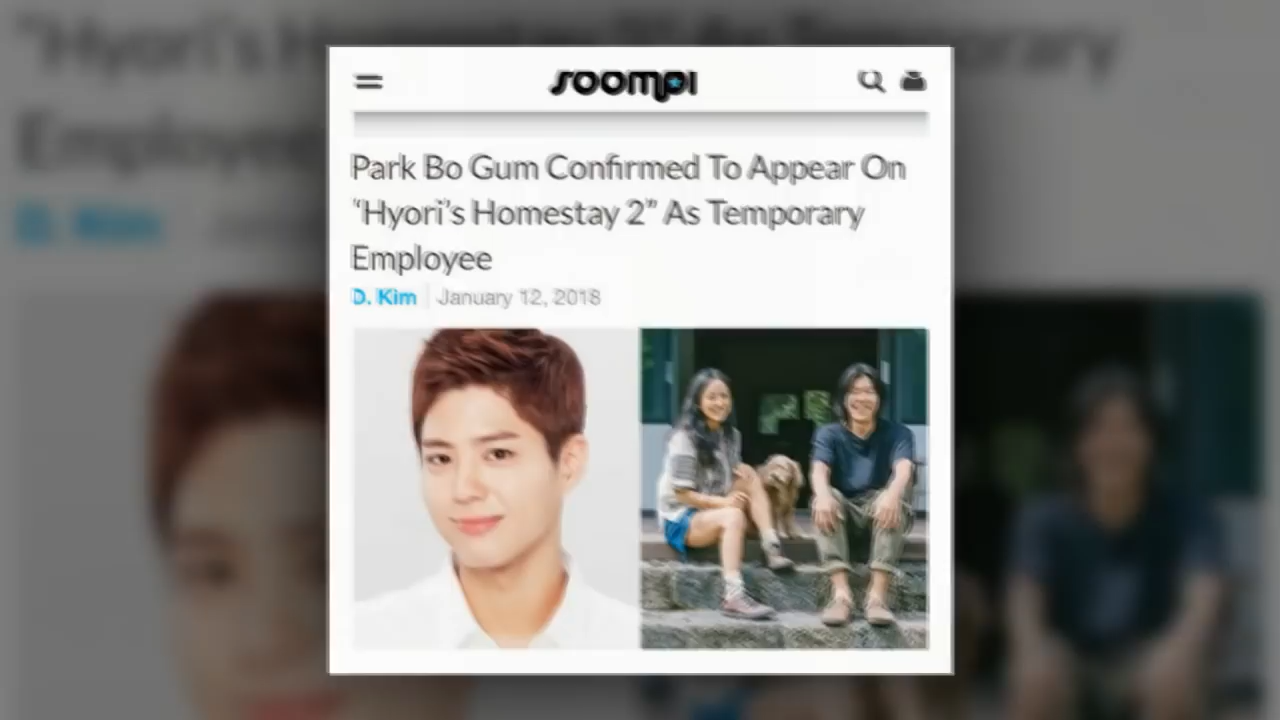 soompi
Park Bo Gum Confirmed To Appear On
"Hyori's Homestay 2" As Temporary
Employee
D. Kim | January 12, 2018